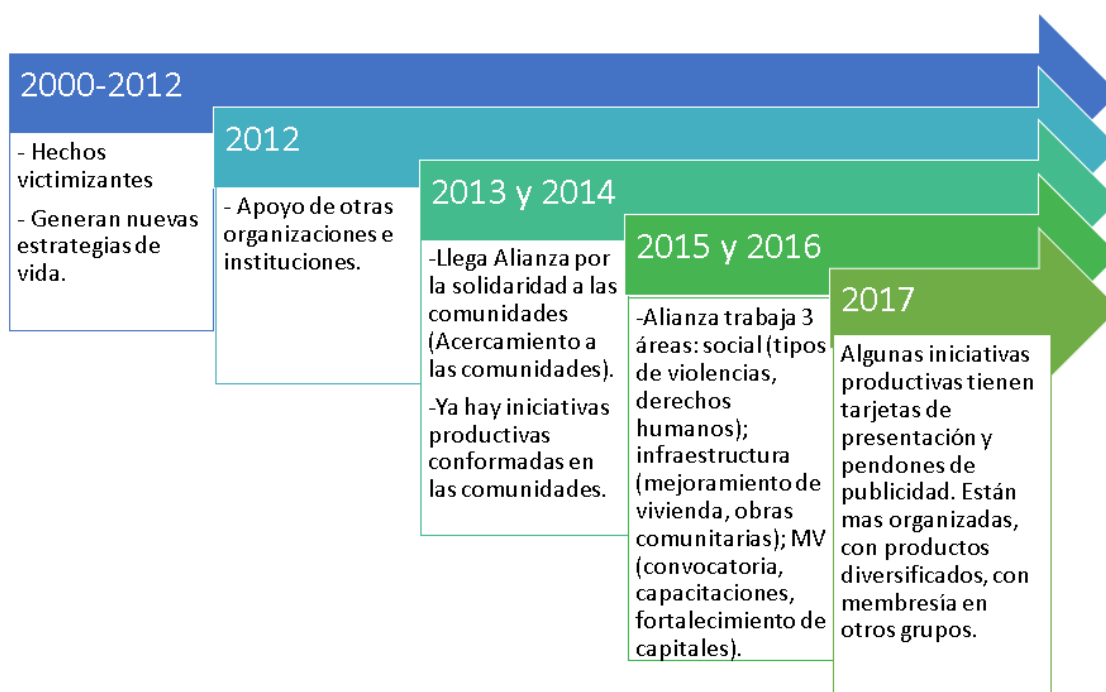 2000-2012
- Hechos
victimizantes
- Generan nuevas
estrategias de
vida.
2012
- Apoyo de otras
organizaciones e
instituciones.
2013 y 2014
-Llega Alianza por
la solidaridad a las
comunidades
(Acercamiento a
las comunidades).
-Ya hay iniciativas
productivas
conformadas en
las comunidades.
2015 y 2016
-Alianza trabaja 3
áreas: social (tipos
de violencias,
derechos
humanos);
infraestructura
(mejoramiento de
vivienda, obras
comunitarias); MV
(convocatoria,
capacitaciones,
fortalecimiento de
capitales).
2017
Algunas iniciativas
productivas tienen
tarjetas de
presentación y
pendones de
publicidad. Están
mas organizadas,
con productos
diversificados, con
membresía en
otros grupos.